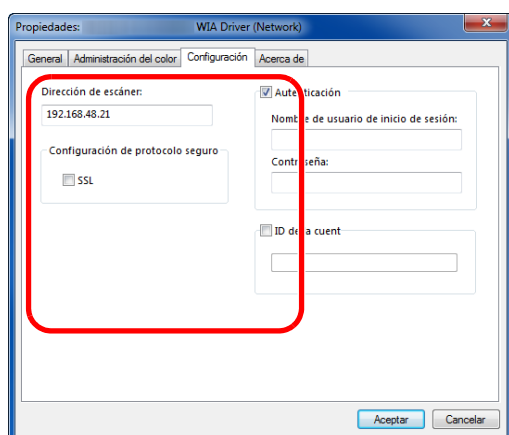 Propiedades: WIA Driver (Network)
General Administración del color Configuración Acerca de
Dirección de escáner:
192.168.48.21
Configuración de protocolo seguro
SSL
Autenticación
Nombre de usuario de inicio de sesión:
Contraseña:
ID de la cuent
Aceptar Cancelar